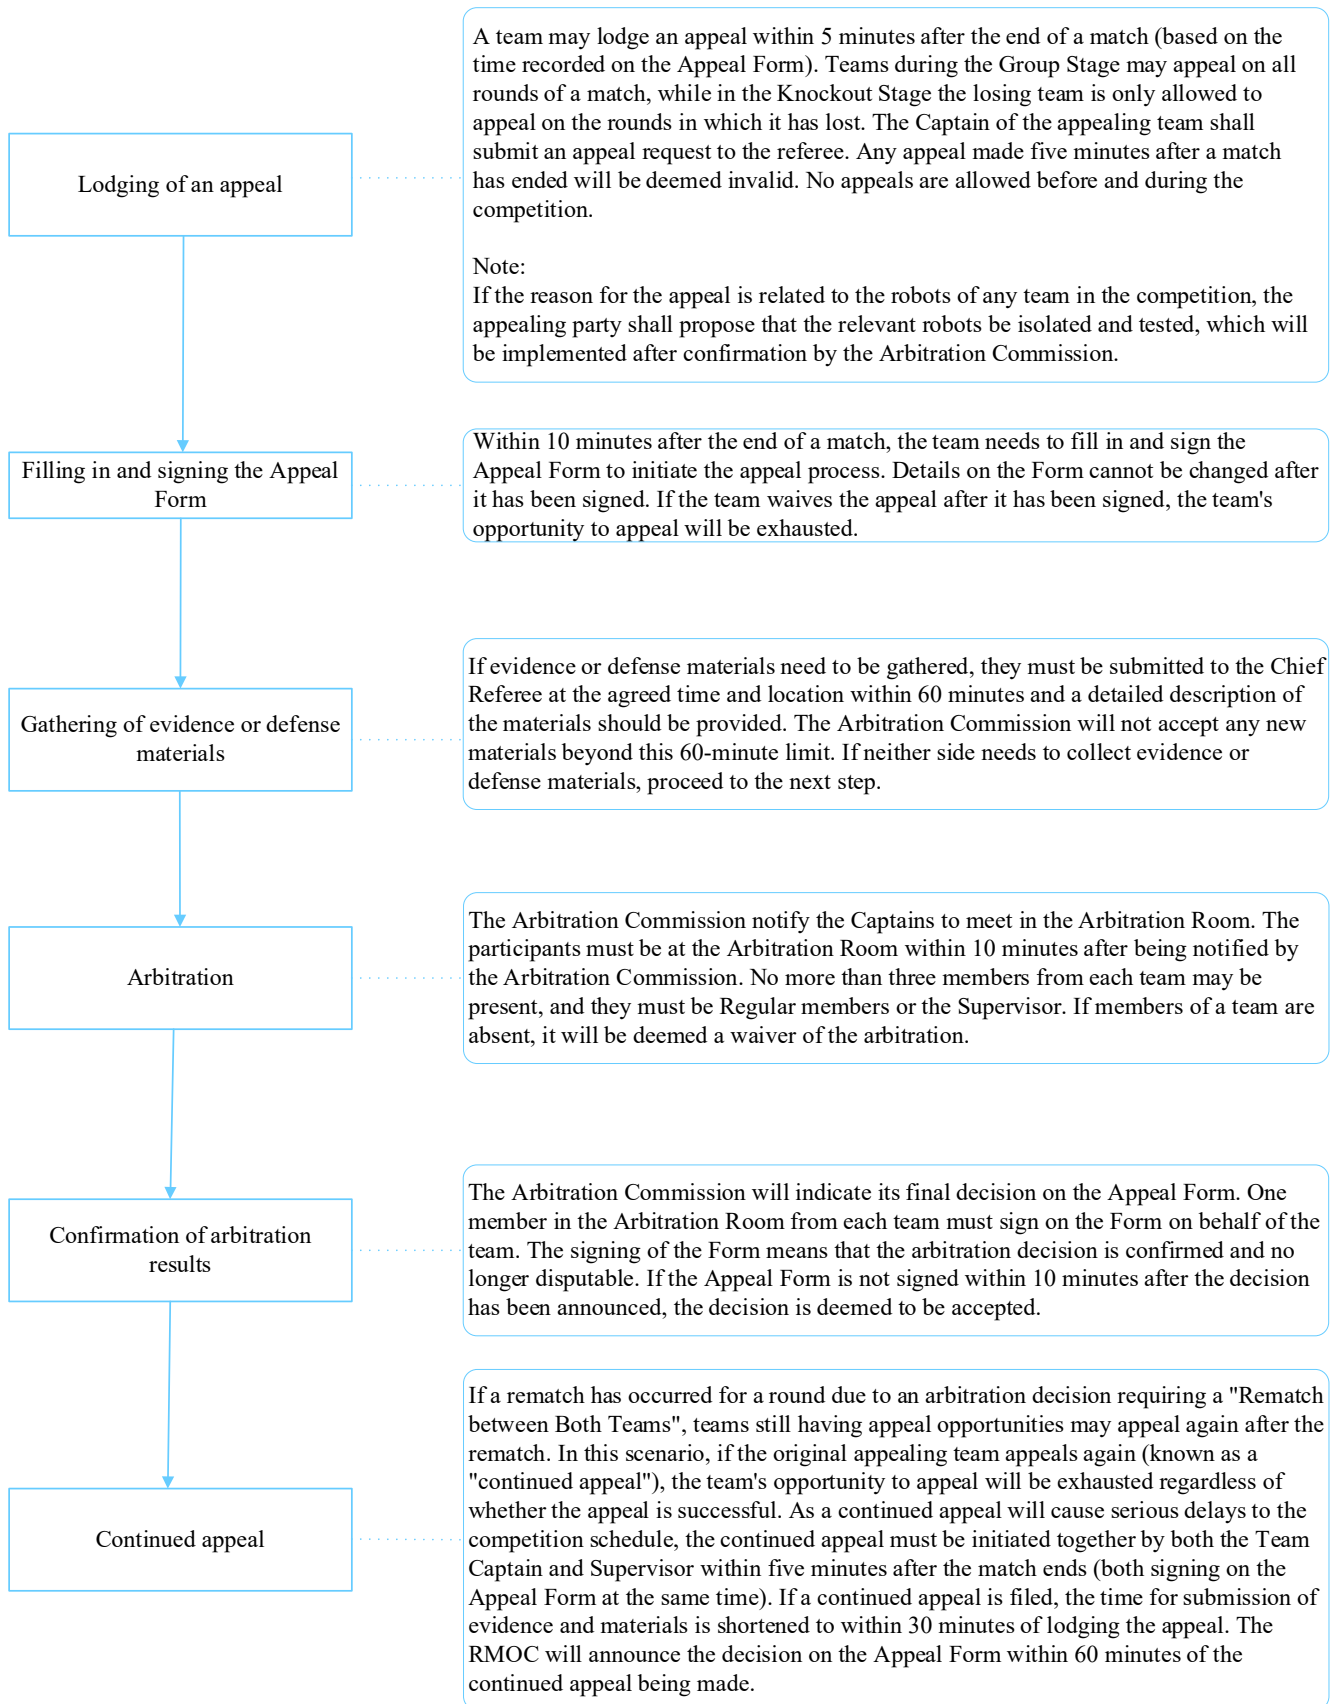 Lodging of an appeal
A team may lodge an appeal within 5 minutes after the end of a match (based on the
time recorded on the Appeal Form). Teams during the Group Stage may appeal on all
rounds of a match, while in the Knockout Stage the losing team is only allowed to
appeal on the rounds in which it has lost. The Captain of the appealing team shall
submit an appeal request to the referee. Any appeal made five minutes after a match
has ended will be deemed invalid. No appeals are allowed before and during the
competition.
Note:
If the reason for the appeal is related to the robots of any team in the competition, the
appealing party shall propose that the relevant robots be isolated and tested, which will
be implemented after confirmation by the Arbitration Commission.
Filling in and signing the Appeal
Form
Within 10 minutes after the end of a match, the team needs to fill in and sign the
Appeal Form to initiate the appeal process. Details on the Form cannot be changed after
it has been signed. If the team waives the appeal after it has been signed, the team's
opportunity to appeal will be exhausted.
Gathering of evidence or defense
materials
If evidence or defense materials need to be gathered, they must be submitted to the Chief
Referee at the agreed time and location within 60 minutes and a detailed description of
the materials should be provided. The Arbitration Commission will not accept any new
materials beyond this 60-minute limit. If neither side needs to collect evidence or
defense materials, proceed to the next step.
Arbitration
The Arbitration Commission notify the Captains to meet in the Arbitration Room. The
participants must be at the Arbitration Room within 10 minutes after being notified by
the Arbitration Commission. No more than three members from each team may be
present, and they must be Regular members or the Supervisor. If members of a team are
absent, it will be deemed a waiver of the arbitration.
Confirmation of arbitration
results
The Arbitration Commission will indicate its final decision on the Appeal Form. One
member in the Arbitration Room from each team must sign on the Form on behalf of the
team. The signing of the Form means that the arbitration decision is confirmed and no
longer disputable. If the Appeal Form is not signed within 10 minutes after the decision
has been announced, the decision is deemed to be accepted.
Continued appeal
If a rematch has occurred for a round due to an arbitration decision requiring a "Rematch
between Both Teams", teams still having appeal opportunities may appeal again after the
rematch. In this scenario, if the original appealing team appeals again (known as a
"continued appeal"), the team's opportunity to appeal will be exhausted regardless of
whether the appeal is successful. As a continued appeal will cause serious delays to the
competition schedule, the continued appeal must be initiated together by both the Team
Captain and Supervisor within five minutes after the match ends (both signing on the
Appeal Form at the same time). If a continued appeal is filed, the time for submission of
evidence and materials is shortened to within 30 minutes of lodging the appeal. The
RMOC will announce the decision on the Appeal Form within 60 minutes of the
continued appeal being made.